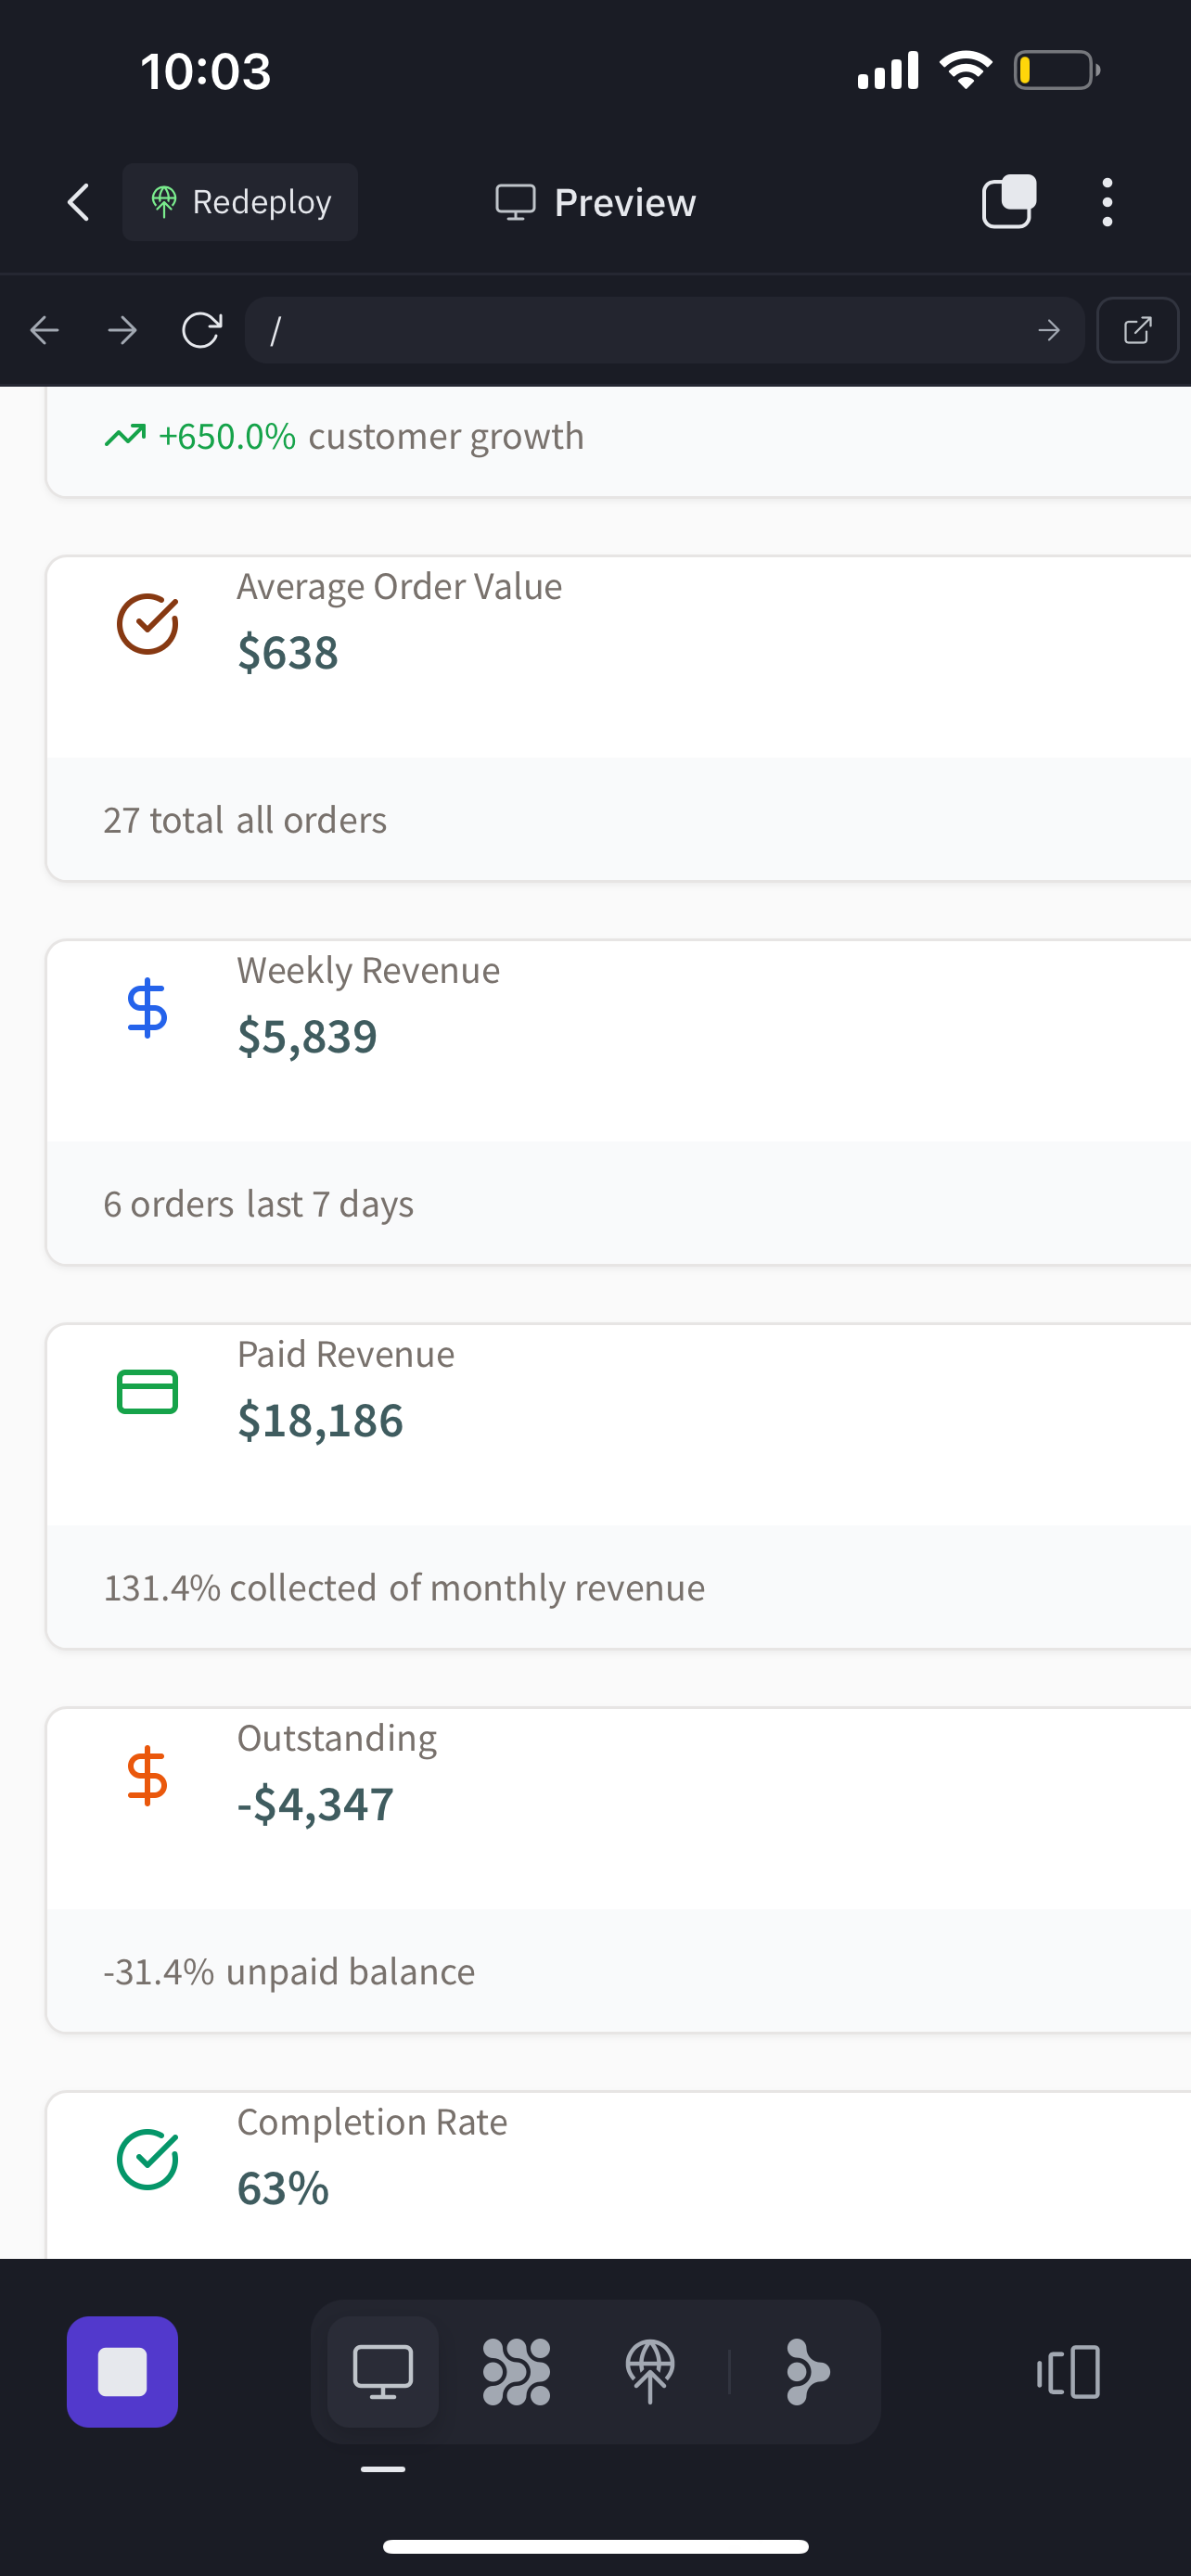 10:03
Redeploy
Preview
/
+650.0% customer growth
Average Order Value
$638
27 total all orders
Weekly Revenue
$5,839
6 orders last 7 days
Paid Revenue
$18,186
131.4% collected of monthly revenue
Outstanding
-$4,347
-31.4% unpaid balance
Completion Rate
63%